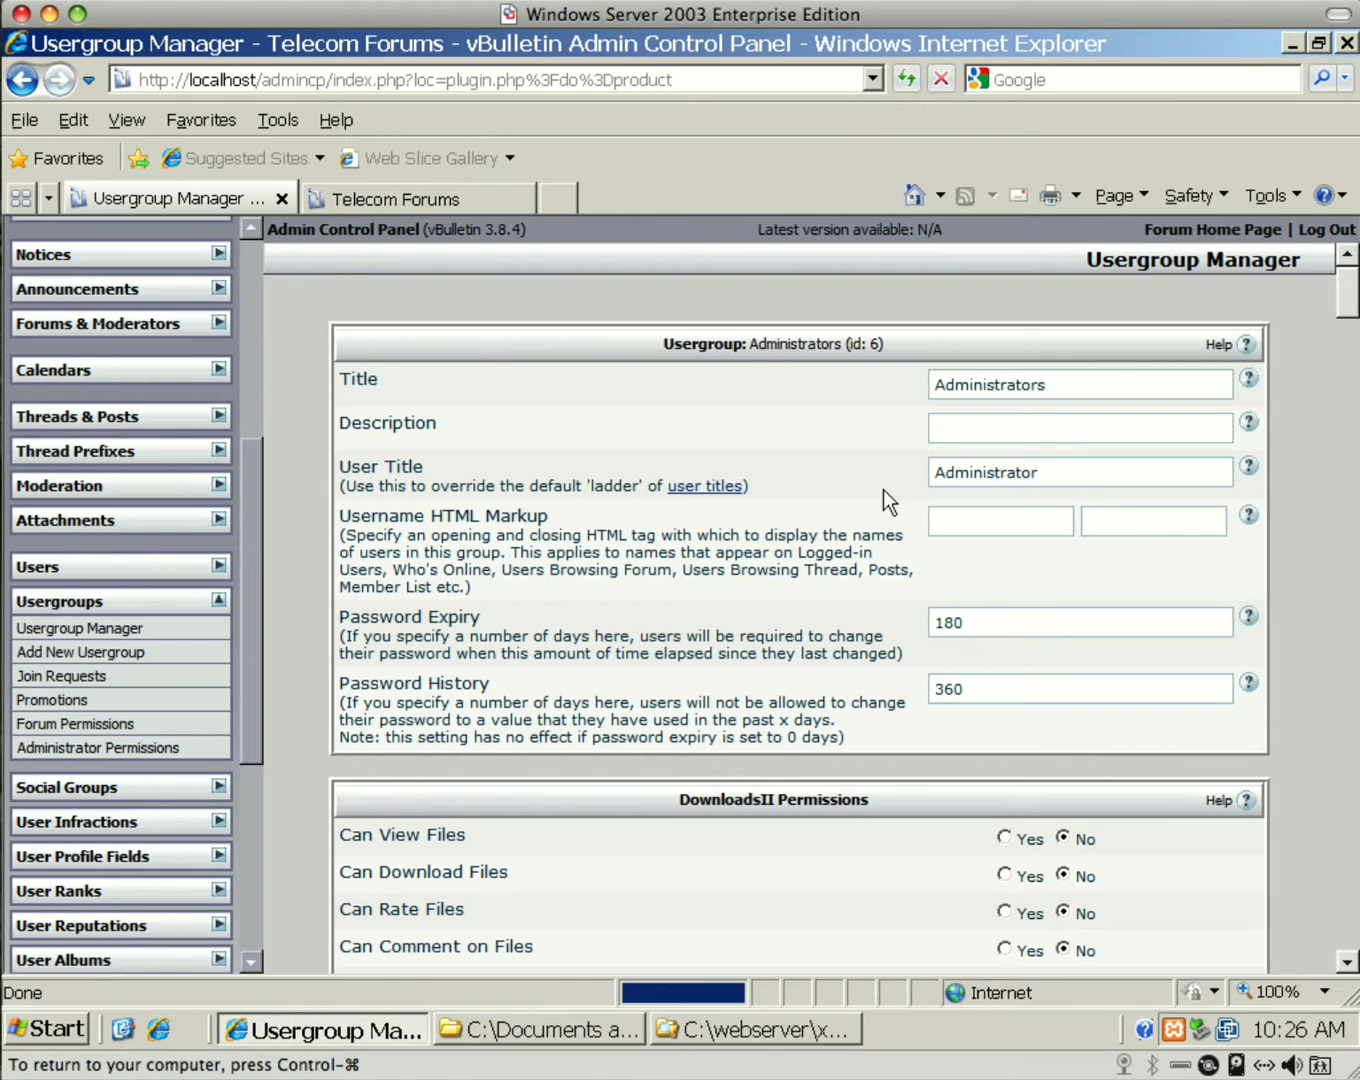 Windows Server 2003 Enterprise Edition
Usergroup Manager - Telecom Forums - vBulletin Admin Control Panel - Windows Internet Explorer
http://localhost/admincp/index.php?loc=plugin.php%3Fdo%3Dproduct
Google
File Edit View Favorites Tools Help
Favorites Suggested Sites Web Slice Gallery
Usergroup Manager ... Telecom Forums Page Safety Tools
Admin Control Panel (vBulletin 3.8.4) Latest version available: N/A Forum Home Page | Log Out
Usergroup Manager
Notices
Announcements
Forums & Moderators
Calendars
Threads & Posts
Thread Prefixes
Moderation
Attachments
Users
Usergroups
Usergroup Manager
Add New Usergroup
Join Requests
Promotions
Forum Permissions
Administrator Permissions
Social Groups
User Infractions
User Profile Fields
User Ranks
User Reputations
User Albums
Usergroup: Administrators (id: 6) Help ?
Title Administrators
Description
User Title Administrator
(Use this to override the default 'ladder' of user titles)
Username HTML Markup
(Specify an opening and closing HTML tag with which to display the names
of users in this group. This applies to names that appear on Logged-in
Users, Who's Online, Users Browsing Forum, Users Browsing Thread, Posts,
Member List etc.)
Password Expiry 180
(If you specify a number of days here, users will be required to change
their password when this amount of time elapsed since they last changed)
Password History 360
(If you specify a number of days here, users will not be allowed to change
their password to a value that they have used in the past x days.
Note: this setting has no effect if password expiry is set to 0 days)
DownloadsII Permissions Help ?
Can View Files Yes No
Can Download Files Yes No
Can Rate Files Yes No
Can Comment on Files Yes No
Done Internet 100%
Start Usergroup Ma... C:\Documents a... C:\webserver\x... 10:26 AM
To return to your computer, press Control-⌘